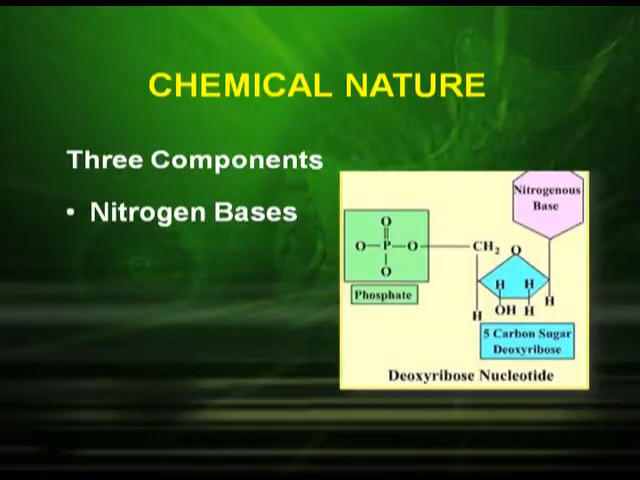 CHEMICAL NATURE
Three Components
• Nitrogen Bases
Nitrogenous
Base
O
O—P—O
O
CH₂ O
H H
H
H OH H
Phosphate
5 Carbon Sugar
Deoxyribose
Deoxyribose Nucleotide